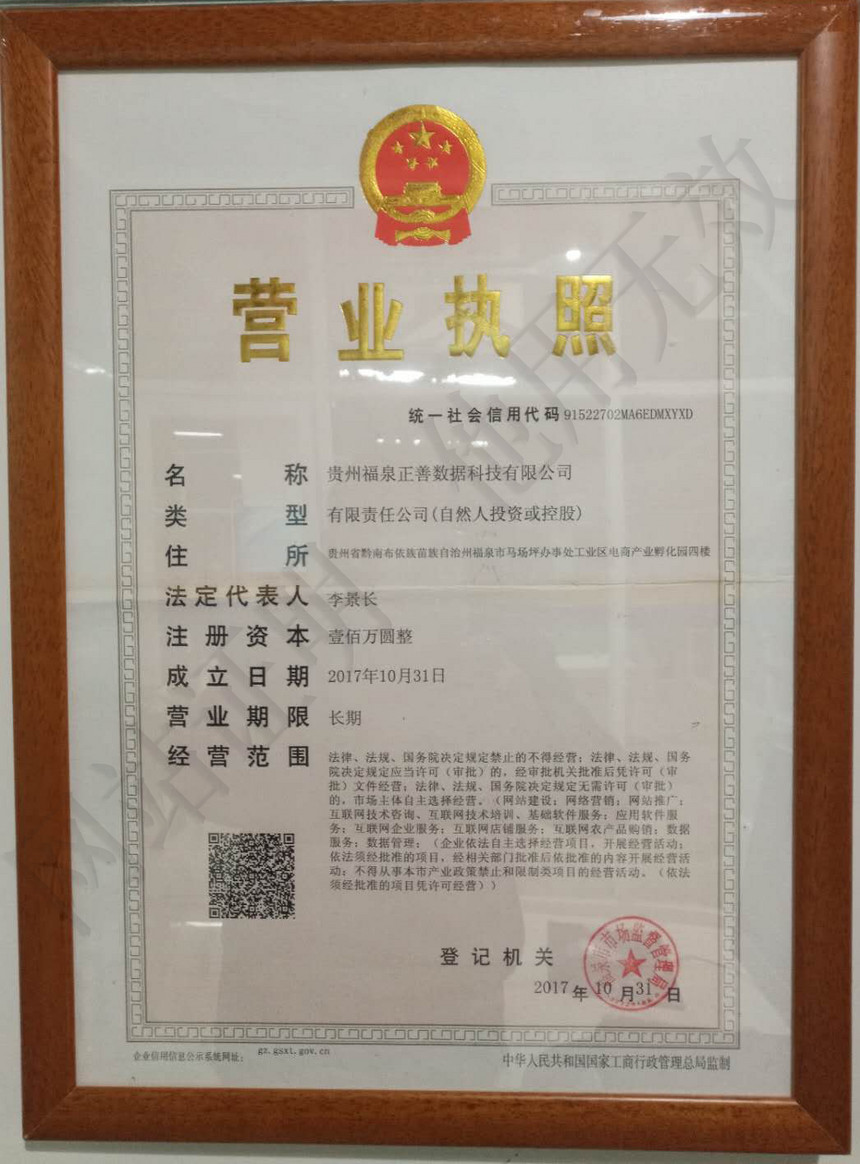 营业执照
统一社会信用代码 91522702MA6EDMXYXD
名称 贵州福泉正善数据科技有限公司
类型 有限责任公司(自然人投资或控股)
住所 贵州省黔南布依族苗族自治州福泉市马场坪办事处工业区电商产业孵化园四楼
法定代表人 李景长
注册资本 壹佰万圆整
成立日期 2017年10月31日
营业期限 长期
经营范围 法律、法规、国务院决定规定禁止的不得经营；法律、法规、国务
院决定规定应当许可（审批）的，经审批机关批准后凭许可（审
批）文件经营；法律、法规、国务院决定规定无需许可（审批）
的，市场主体自主选择经营。（网站建设；网络营销；网站推广；
互联网技术咨询、互联网技术培训、基础软件服务；应用软件服
务；互联网企业服务；互联网店铺服务；互联网农产品购销；数据
服务；数据管理；（企业依法自主选择经营项目，开展经营活动；
依法须经批准的项目，经相关部门批准后依批准的内容开展经营活
动；不得从事本市产业政策禁止和限制类项目的经营活动。（依法
须经批准的项目凭许可经营））
登记机关
市市场监督管理局
2017年10月31日
企业信用信息公示系统网址： gz.gsxt.gov.cn
中华人民共和国国家工商行政管理总局监制
网站证明 他用无效